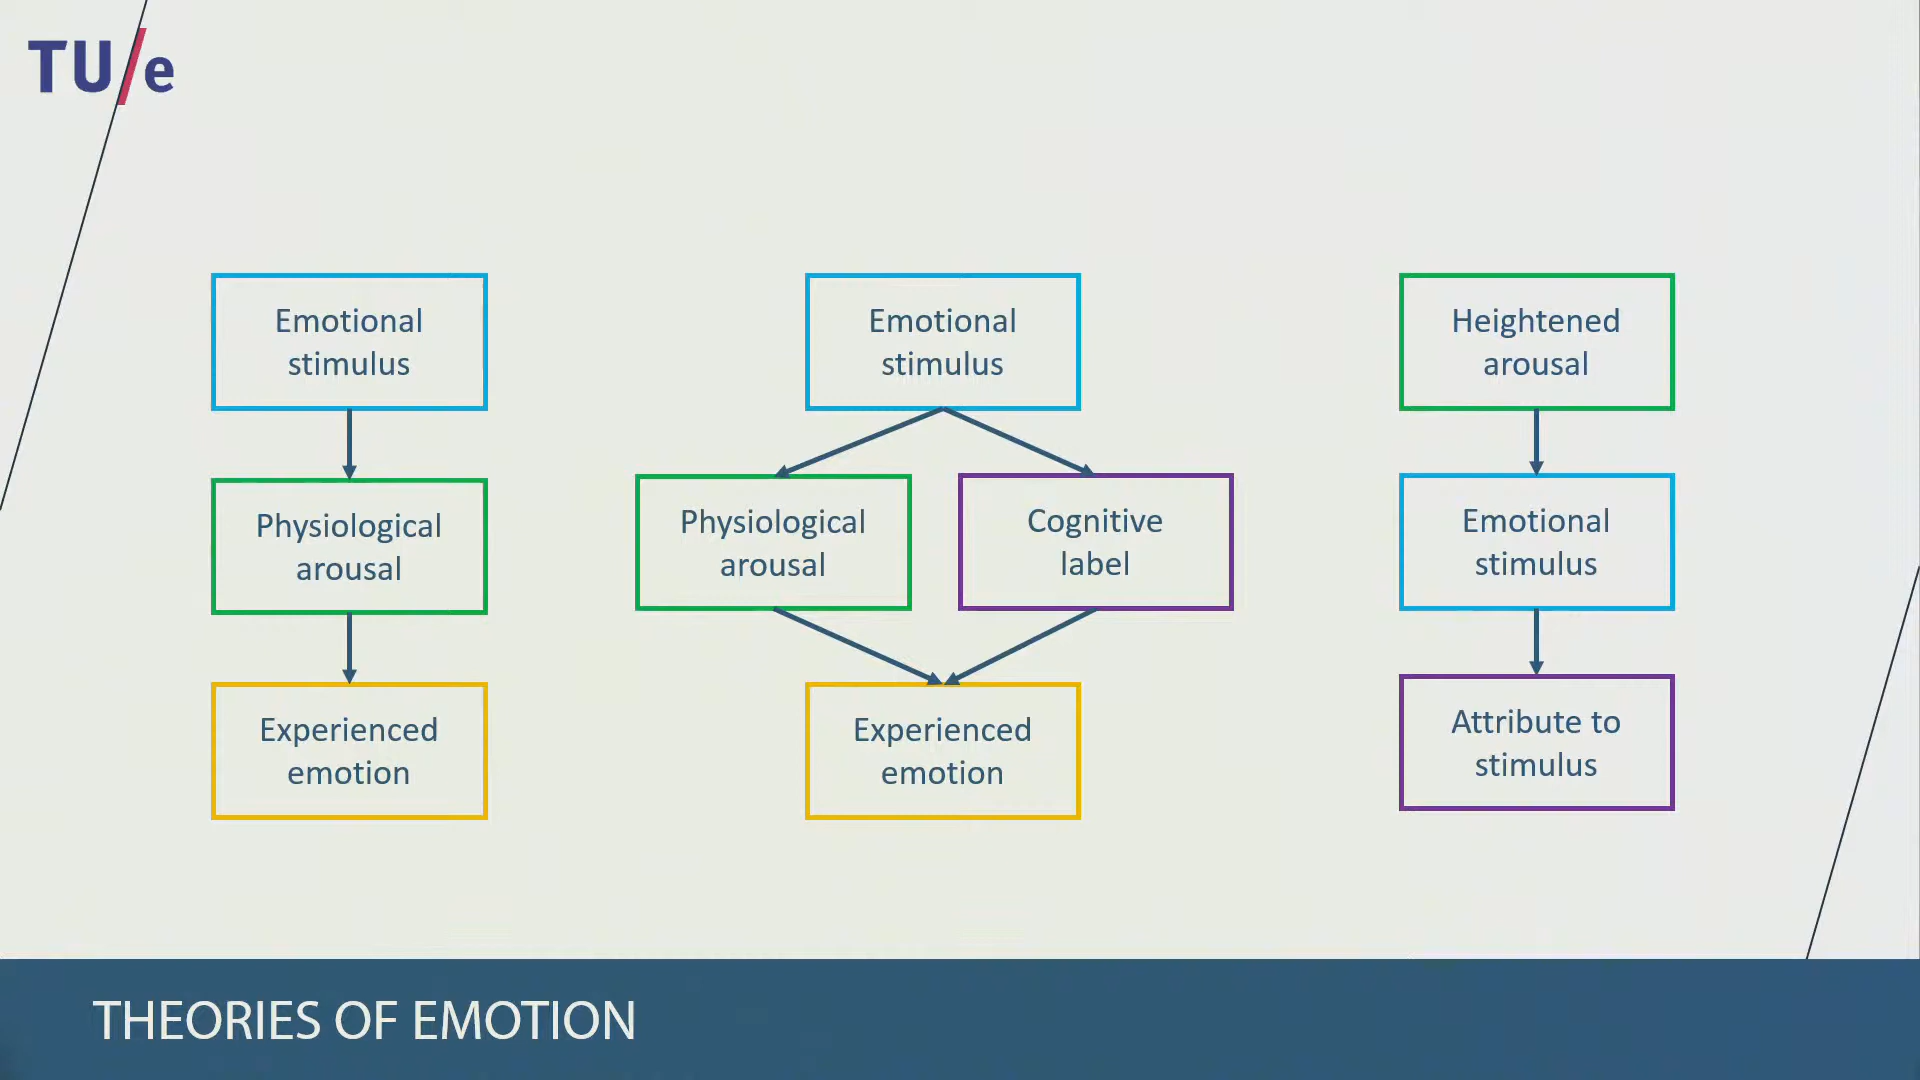 TU/e
Emotional
stimulus
Physiological
arousal
Experienced
emotion
Emotional
stimulus
Physiological
arousal
Cognitive
label
Experienced
emotion
Heightened
arousal
Emotional
stimulus
Attribute to
stimulus
THEORIES OF EMOTION